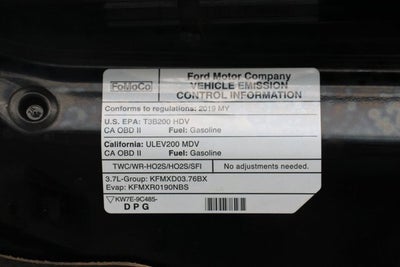 FoMoCo
Ford Motor Company
VEHICLE EMISSION
CONTROL INFORMATION
Conforms to regulations: 2019 MY
U.S. EPA: T3B200 HDV
CA OBD II Fuel: Gasoline
California: ULEV200 MDV
CA OBD II Fuel: Gasoline
TWC/WR-HO2S/HO2S/SFI No adjustments needed.
3.7L-Group: KFMXD03.76BX
Evap: KFMXR0190NBS
KW7E-9C485-
DPG